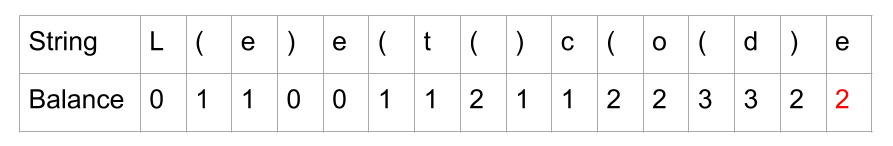 String L ( e ) e ( t ( ) c ( o ( d ) e
Balance 0 1 1 0 0 1 1 2 1 1 2 2 3 3 2 2